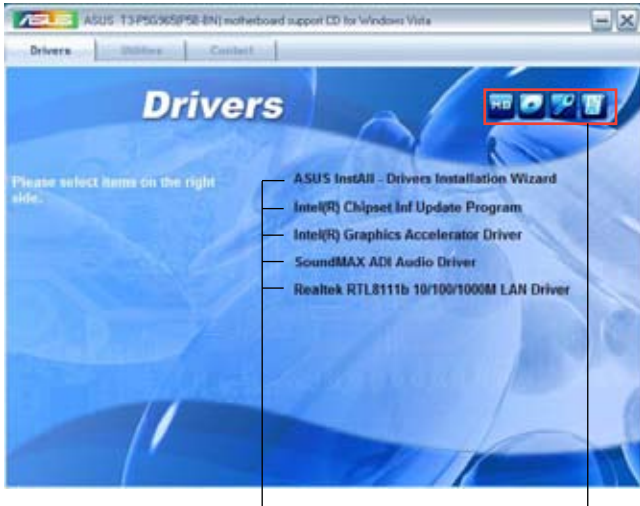 ASUS ASUS T3-P5G965(P5B-BN) motherboard support CD for Windows Vista
Drivers Utilities Contact
Drivers
Please select items on the right
side.
ASUS InstAll - Drivers Installation Wizard
Intel(R) Chipset Inf Update Program
Intel(R) Graphics Accelerator Driver
SoundMAX ADI Audio Driver
Realtek RTL8111b 10/100/1000M LAN Driver